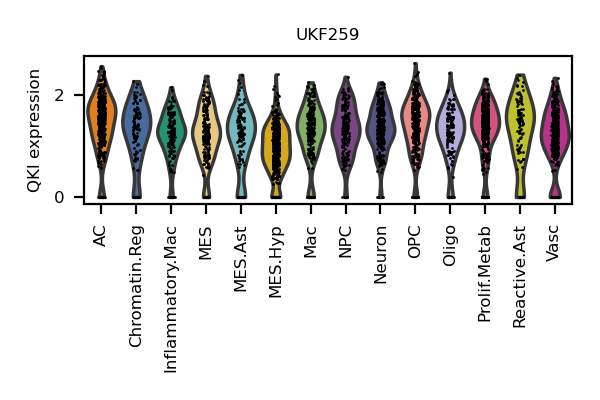 UKF259
QKI expression
2
0
AC
Chromatin.Reg
Inflammatory.Mac
MES
MES.Ast
MES.Hyp
Mac
NPC
Neuron
OPC
Oligo
Prolif.Metab
Reactive.Ast
Vasc